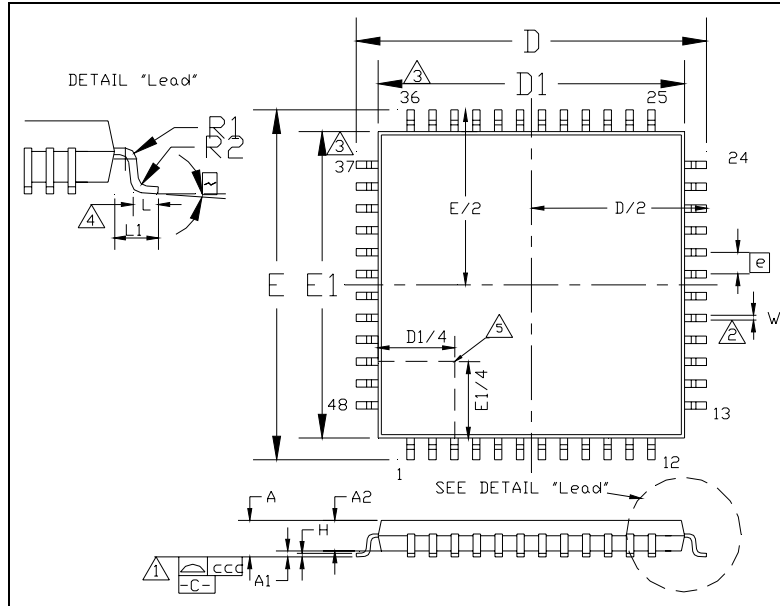 D
DETAIL "Lead"
3
D1
36
25
R1
R2
3
37
24
4
L
L1
E/2
D/2
E
E1
e
W
2
D1/4
5
E1/4
48
13
1
12
SEE DETAIL "Lead"
A
A2
H
1
ccc
-C-
A1